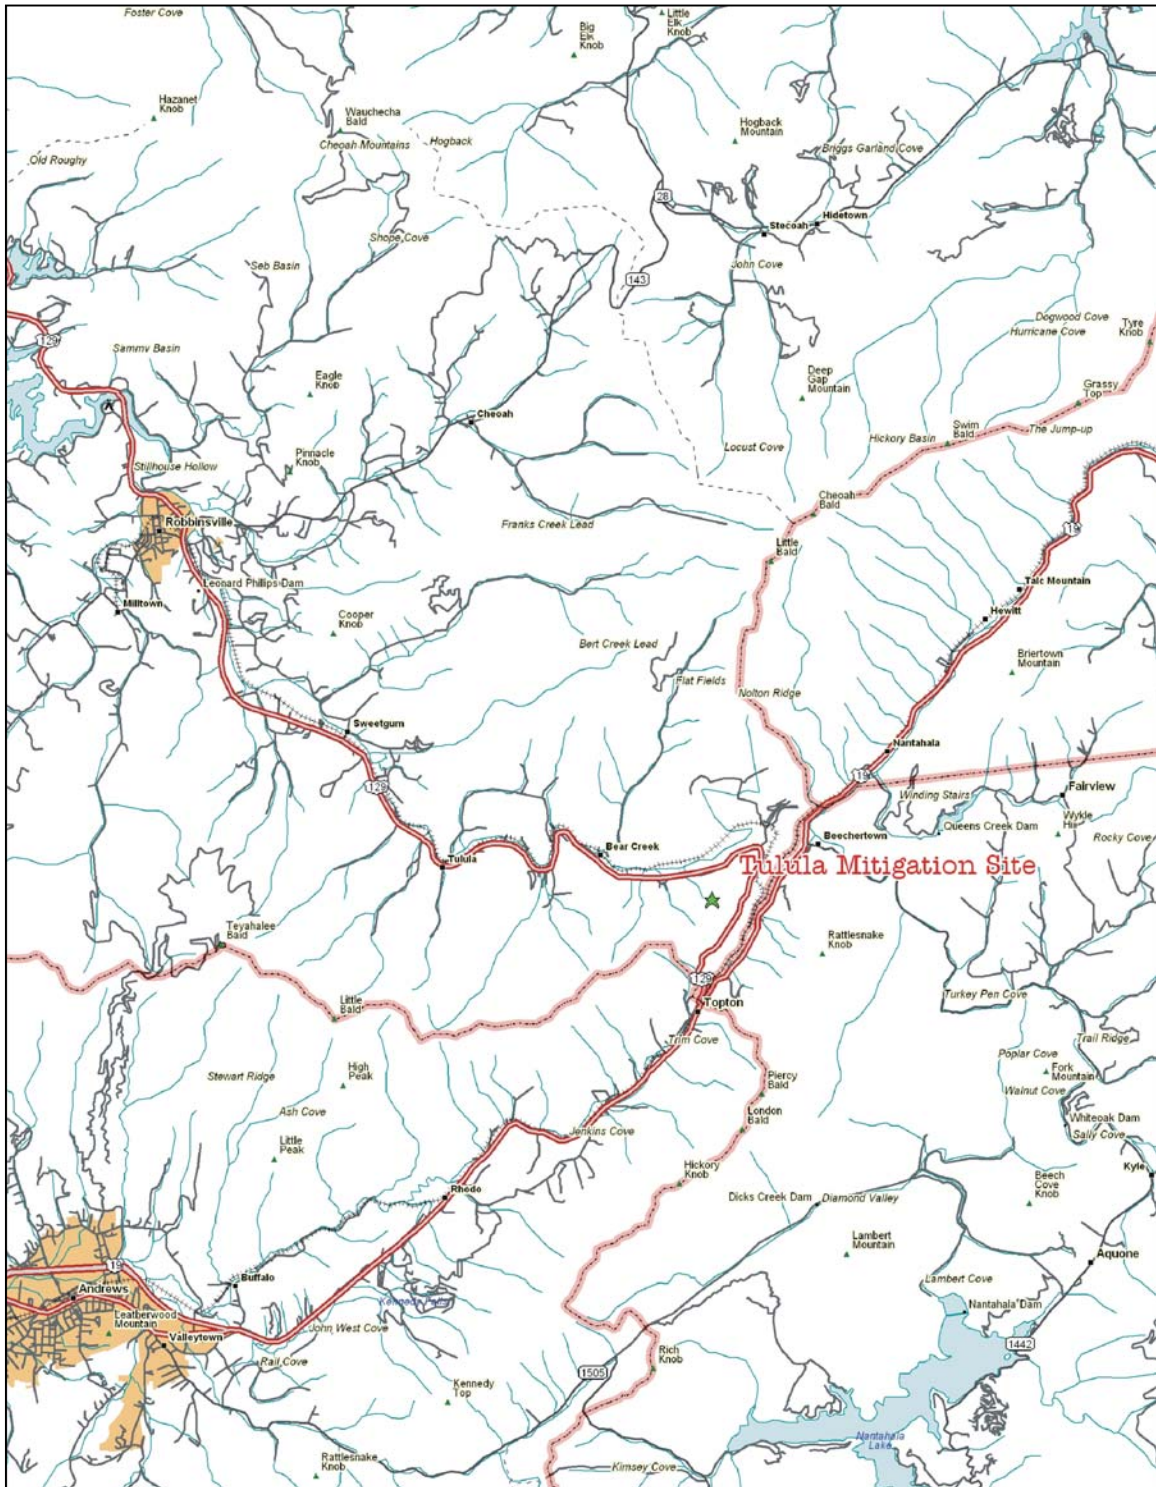 Foster Cove
Big
Elk
Knob
Little
Elk
Knob
Hazanet
Knob
Wauchecha
Bald
Cheoah Mountains
Hogback
Hogback
Mountain
Briggs Garland Cove
Old Roughy
28
Stecoah
Hidetown
Shope Cove
Seb Basin
John Cove
143
Dogwood Cove
Hurricane Cove
Tyre
Knob
129
Sammy Basin
Eagle
Knob
Deep
Gap
Mountain
Grassy
Top
Cheoah
Swim
Bald
The Jump-up
Hickory Basin
Locust Cove
Pinnacle
Knob
Stillhouse Hollow
Cheoah
Bald
Robbinsville
Franks Creek Lead
19
Little
Bald
Leonard Phillips Dam
Talc Mountain
Milltown
Hewitt
Cooper
Knob
Bert Creek Lead
Briertown
Mountain
Flat Fields
Nolton Ridge
Sweetgum
Nantahala
19
129
Winding Stairs
Fairview
Wykle
Hill
Queens Creek Dam
Rocky Cove
Beechertown
Bear Creek
Tulula
Tulula Mitigation Site
Teyahalee
Bald
Rattlesnake
Knob
129
Topton
Turkey Pen Cove
Little
Bald
Trim Cove
Trail Ridge
Poplar Cove
High
Peak
Stewart Ridge
Piercy
Bald
Fork
Mountain
Walnut Cove
Ash Cove
London
Bald
Whiteoak Dam
Sally Cove
Jenkins Cove
Little
Peak
Hickory
Knob
Kyle
Rhodo
Dicks Creek Dam
Diamond Valley
Beech
Cove
Knob
Lambert
Mountain
Aquone
19
Buffalo
Lambert Cove
Andrews
Kennedy Falls
Nantahala Dam
Leatherwood
Mountain
John West Cove
Valleytown
1442
Rail Cove
Rich
Knob
1505
Kennedy
Top
Nantahala
Lake
Rattlesnake
Knob
Kimsey Cove